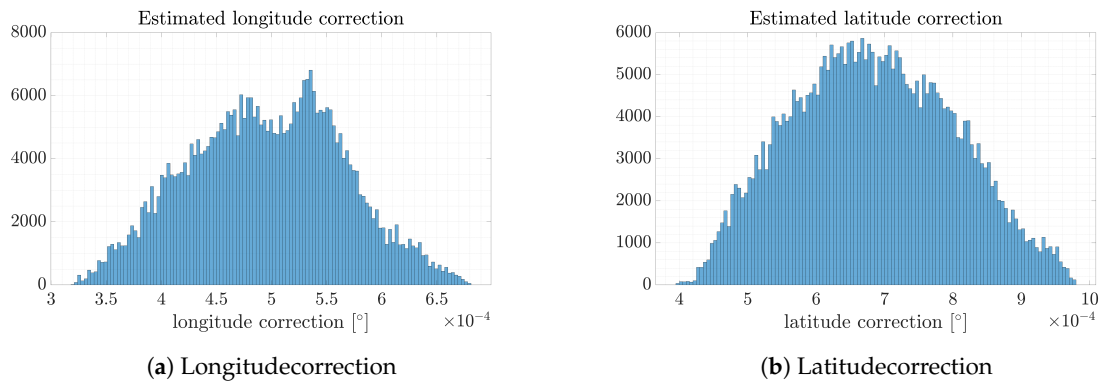 Estimated longitude correction
8000
6000
4000
2000
0
3 3.5 4 4.5 5 5.5 6 6.5
×10−4
longitude correction [°]
(a) Longitudecorrection
Estimated latitude correction
6000
5000
4000
3000
2000
1000
0
4 5 6 7 8 9 10
×10−4
latitude correction [°]
(b) Latitudecorrection